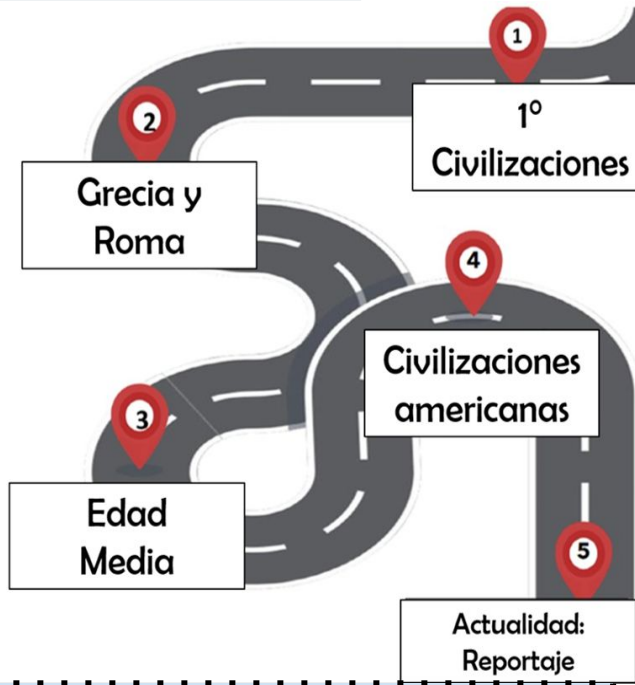 1
1º
Civilizaciones
2
Grecia y
Roma
3
Edad
Media
4
Civilizaciones
americanas
5
Actualidad:
Reportaje